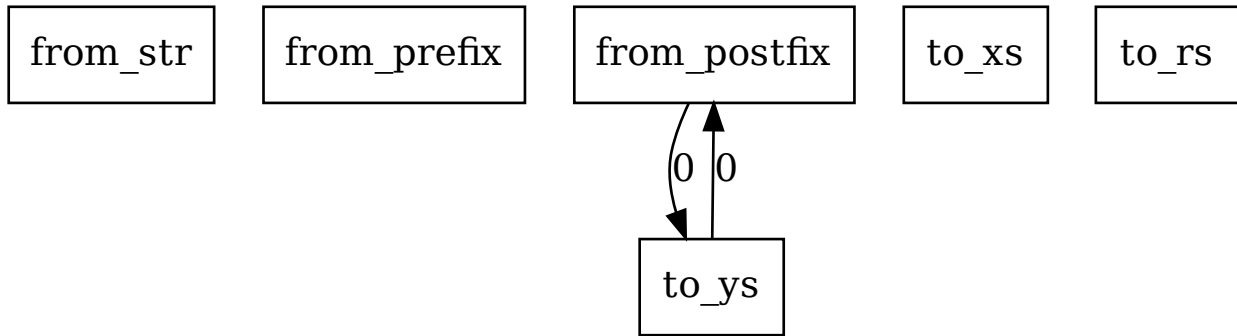 from_str
from_prefix
from_postfix
to_xs
to_rs
0
0
to_ys